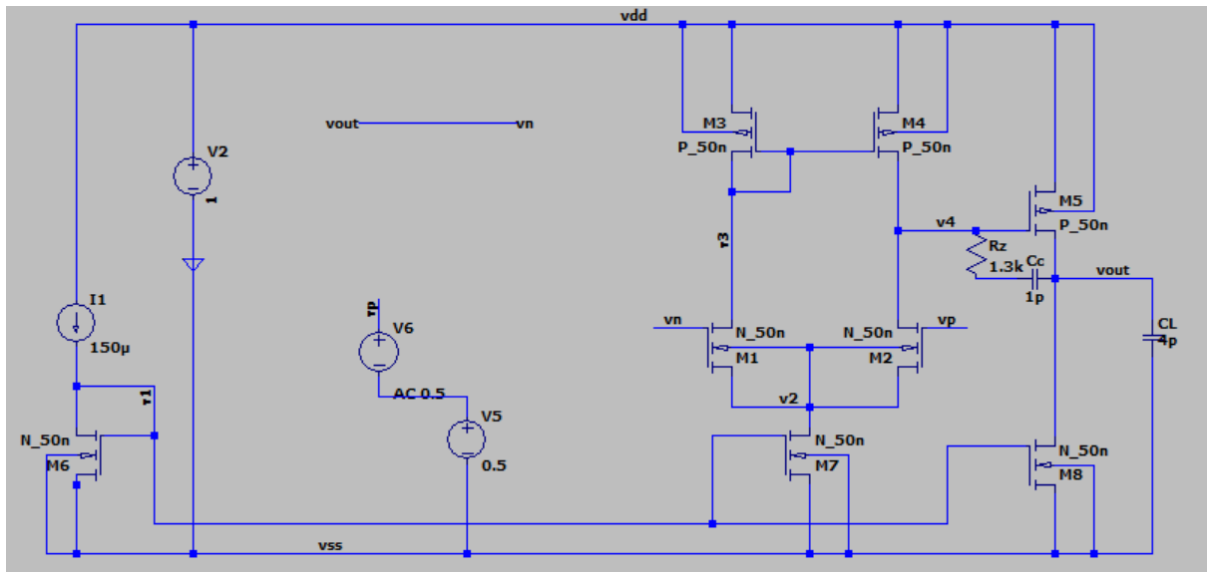 vdd
vout
vn
V2
1
M3
P_50n
M4
P_50n
M5
P_50n
v4
Rz
1.3k
Cc
1p
vout
v3
I1
150µ
vp
V6
AC 0.5
V5
0.5
vn
N_50n
M1
N_50n
M2
vp
CL
4p
v1
v2
N_50n
M6
N_50n
M7
N_50n
M8
vss